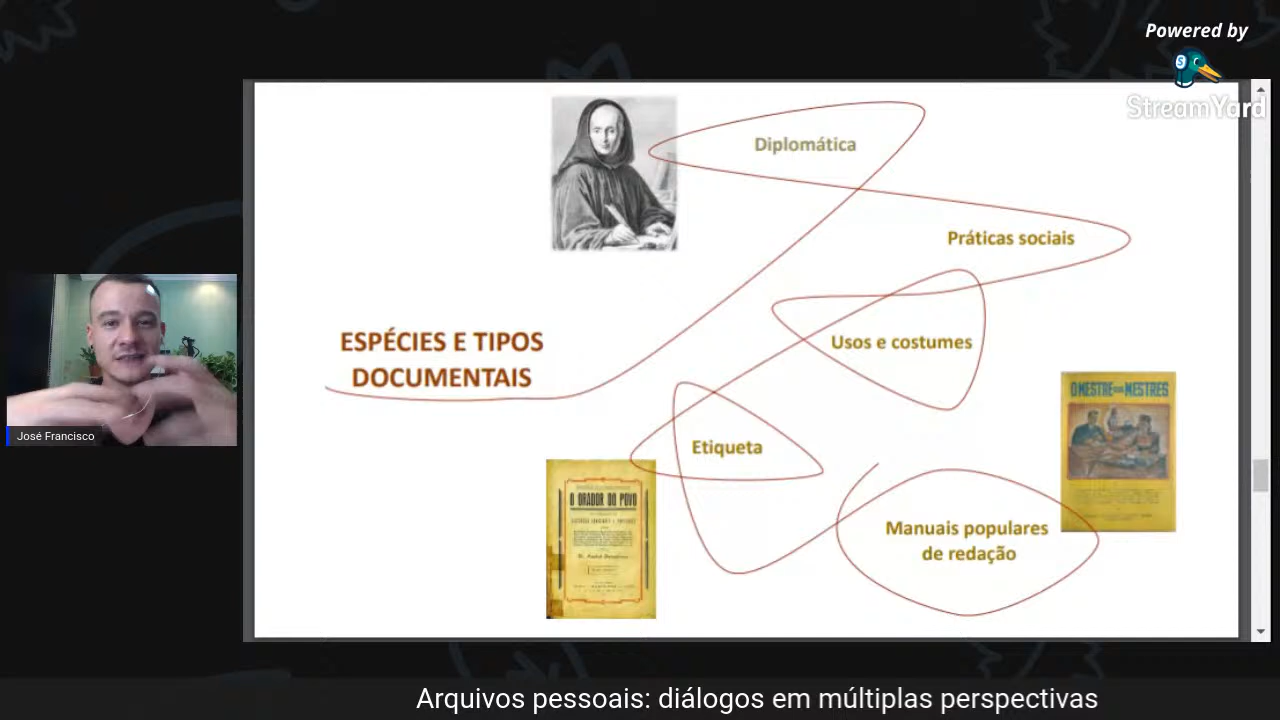 Powered by
StreamYard
Diplomática
Práticas sociais
ESPÉCIES E TIPOS
DOCUMENTAIS
Usos e costumes
O MESTRE DOS MESTRES
Etiqueta
O ORADOR DO POVO
Manuais populares
de redação
José Francisco
Arquivos pessoais: diálogos em múltiplas perspectivas